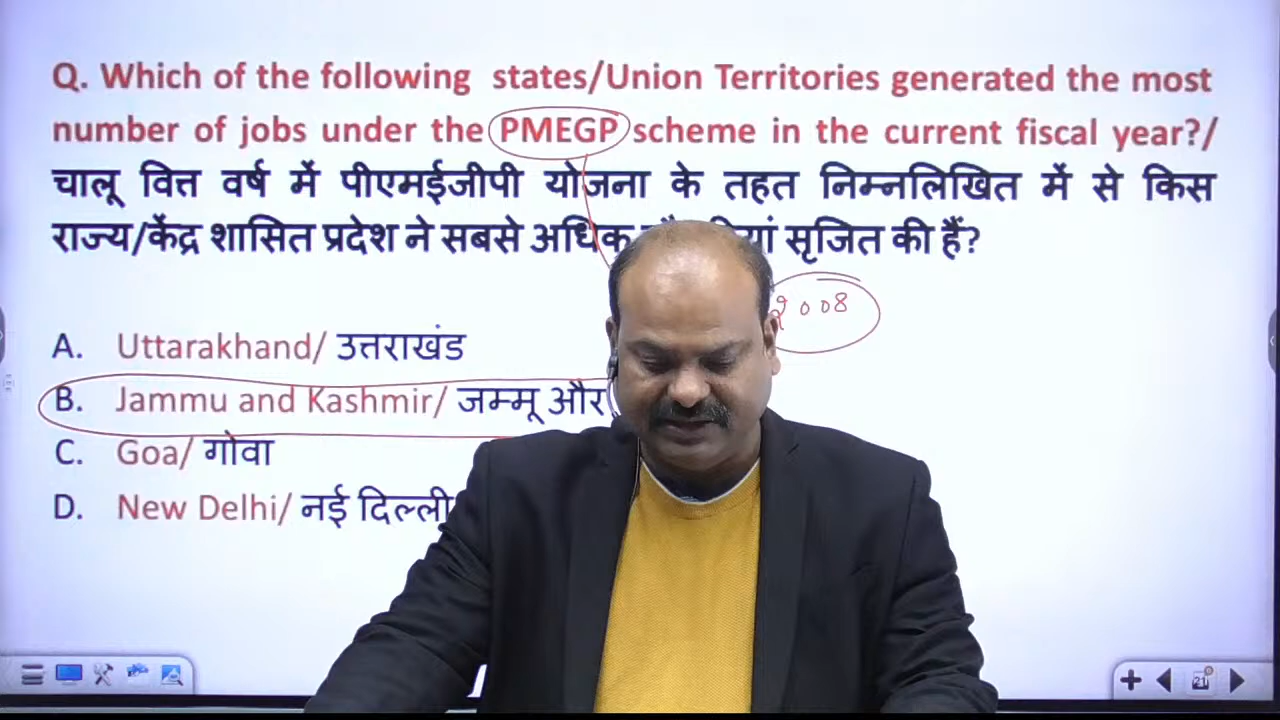 Q. Which of the following states/Union Territories generated the most
number of jobs under the PMEGP scheme in the current fiscal year?/
चालू वित्त वर्ष में पीएमईजीपी योजना के तहत निम्नलिखित में से किस
राज्य/केंद्र शासित प्रदेश ने सबसे अधिक सृजित की हैं?
2008
A. Uttarakhand/ उत्तराखंड
B. Jammu and Kashmir/ जम्मू और
C. Goa/ गोवा
D. New Delhi/ नई दिल्ली
21